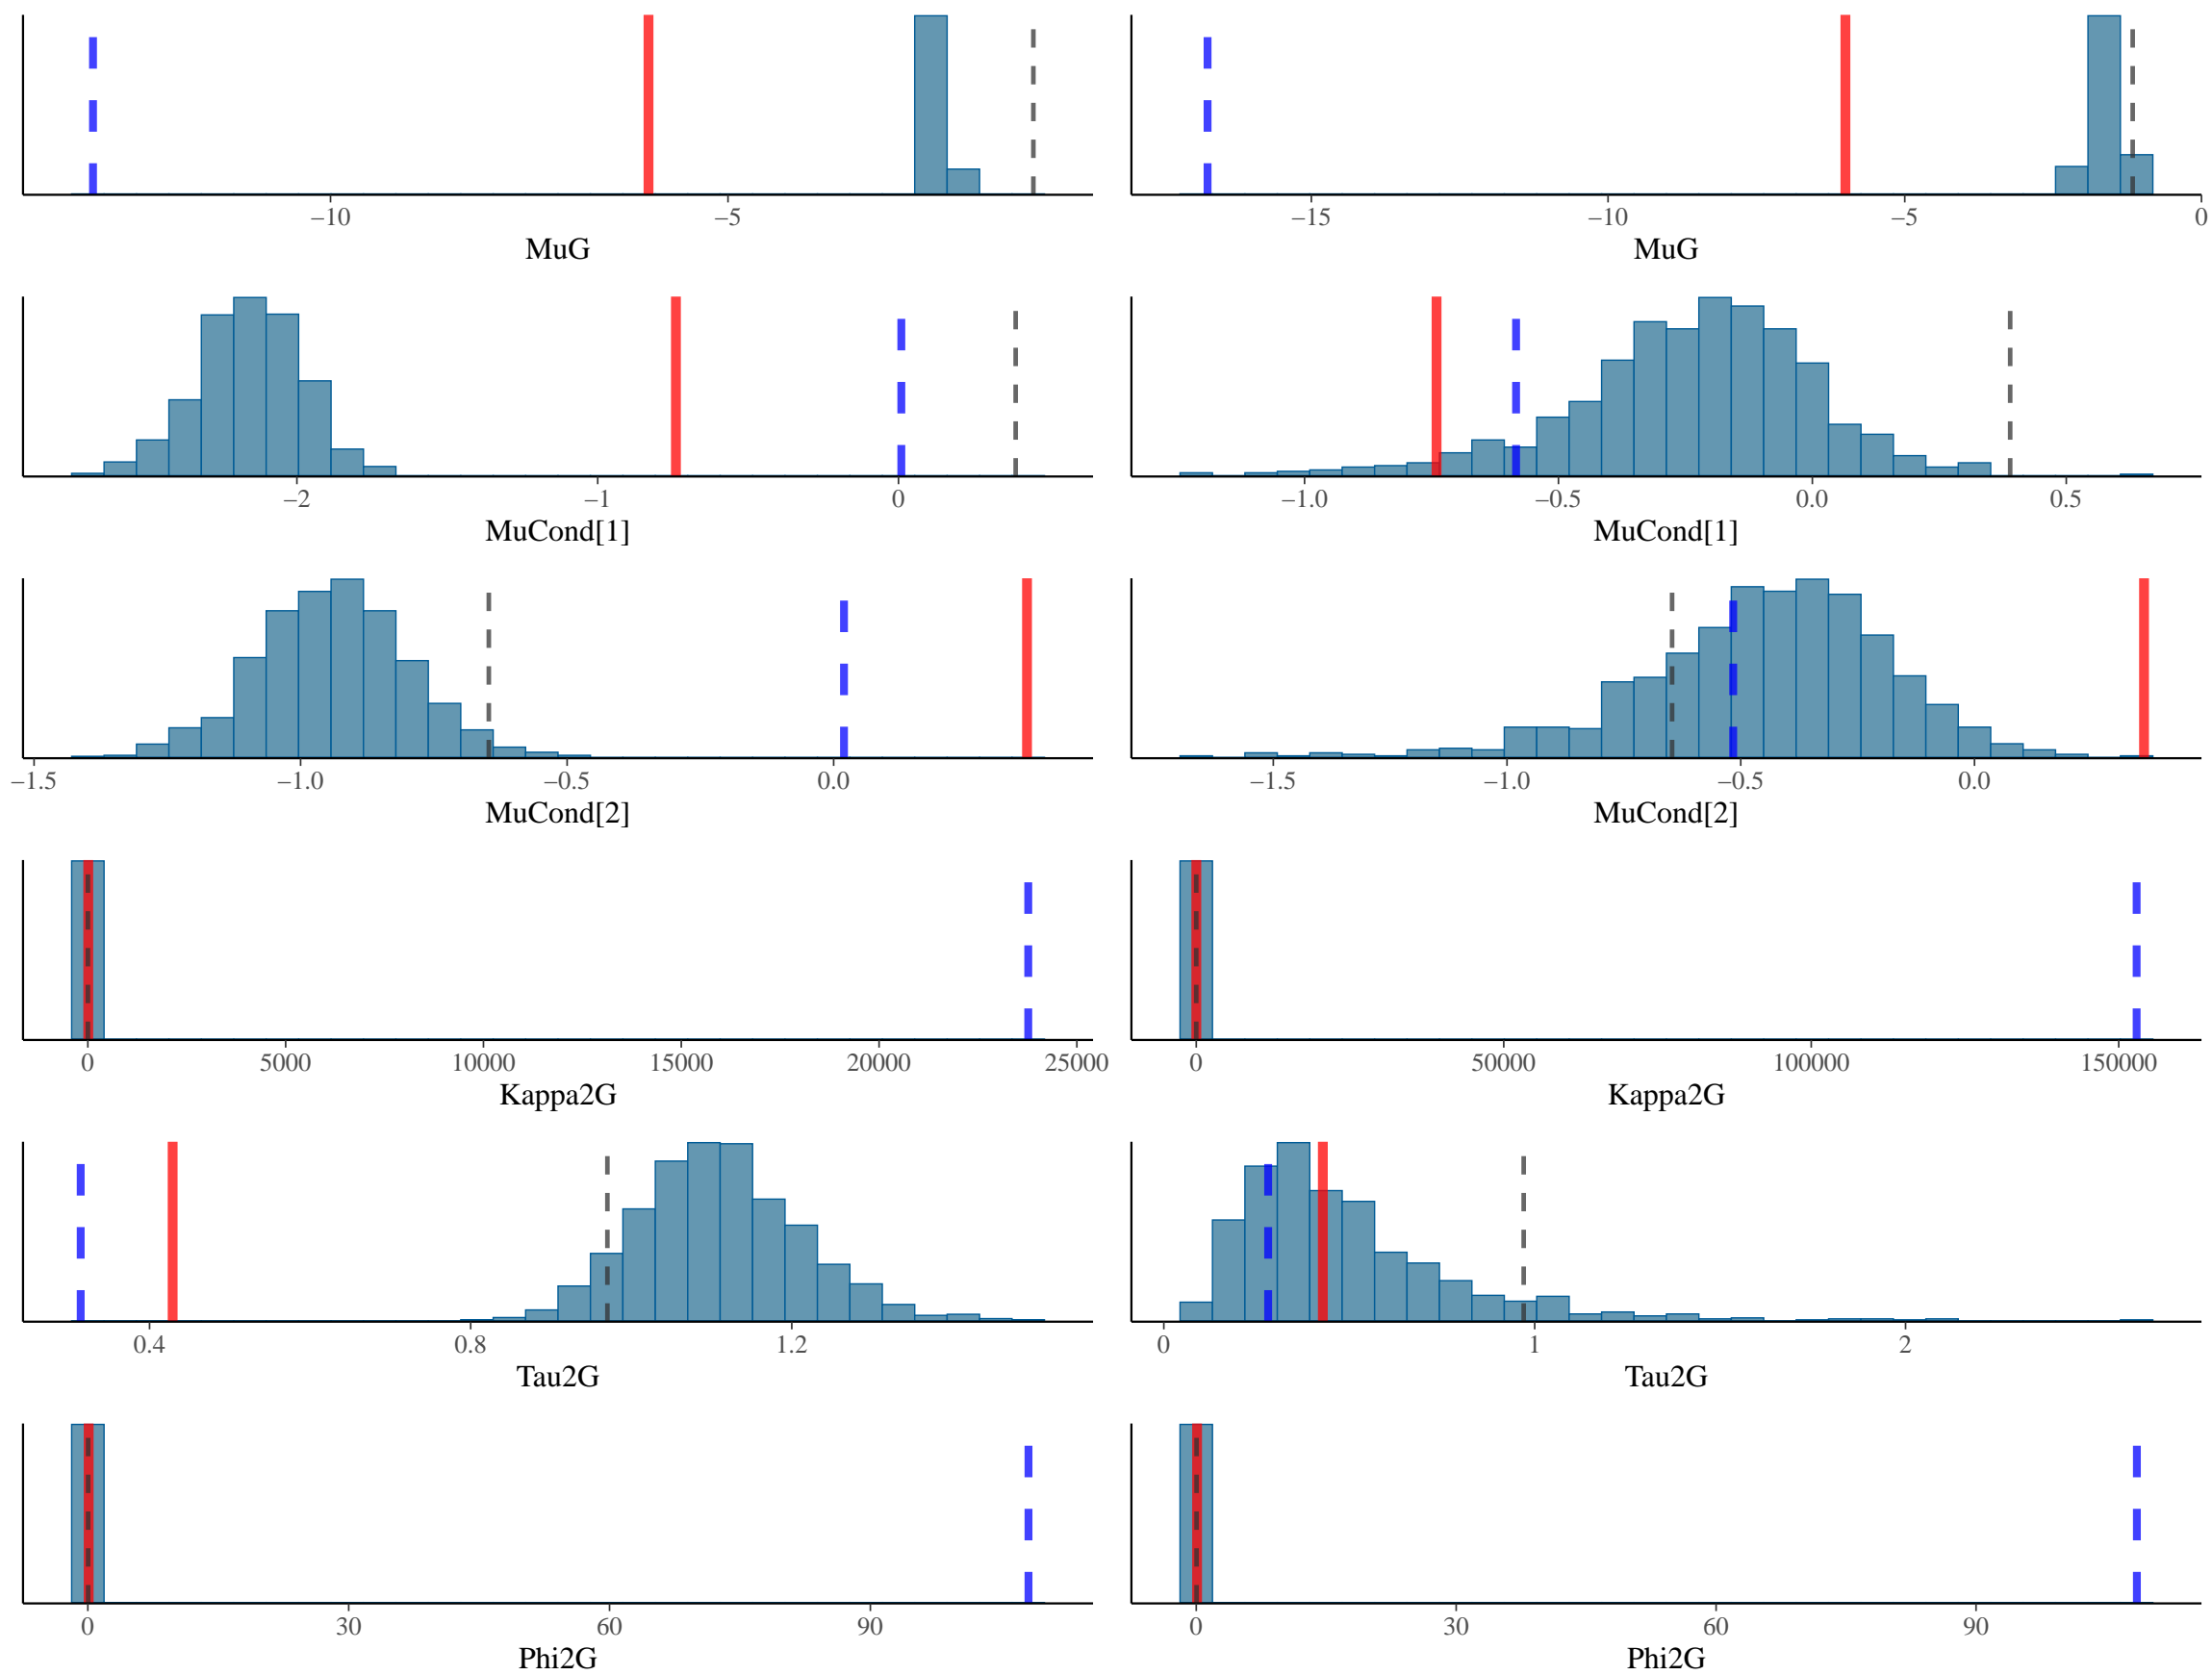 −10 −5 −15 −10 −5 0
MuG MuG
−2 −1 0 −1.0 −0.5 0.0 0.5
MuCond[1] MuCond[1]
−1.5 −1.0 −0.5 0.0 −1.5 −1.0 −0.5 0.0
MuCond[2] MuCond[2]
0 5000 10000 15000 20000 25000 0 50000 100000 150000
Kappa2G Kappa2G
0.4 0.8 1.2 0 1 2
Tau2G Tau2G
0 30 60 90 0 30 60 90
Phi2G Phi2G